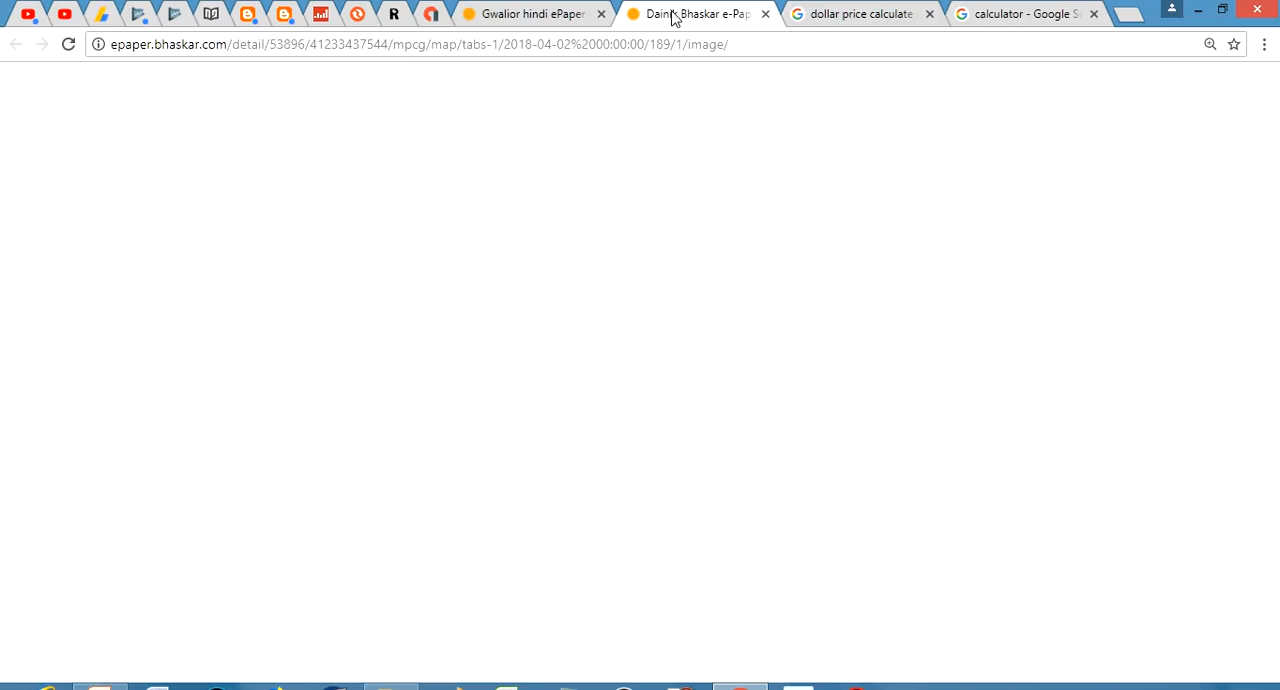 Gwalior hindi ePaper
Dainik Bhaskar e-Pap
dollar price calculate
calculator - Google Se
epaper.bhaskar.com/detail/53896/41233437544/mpcg/map/tabs-1/2018-04-02%2000:00:00/189/1/image/
R